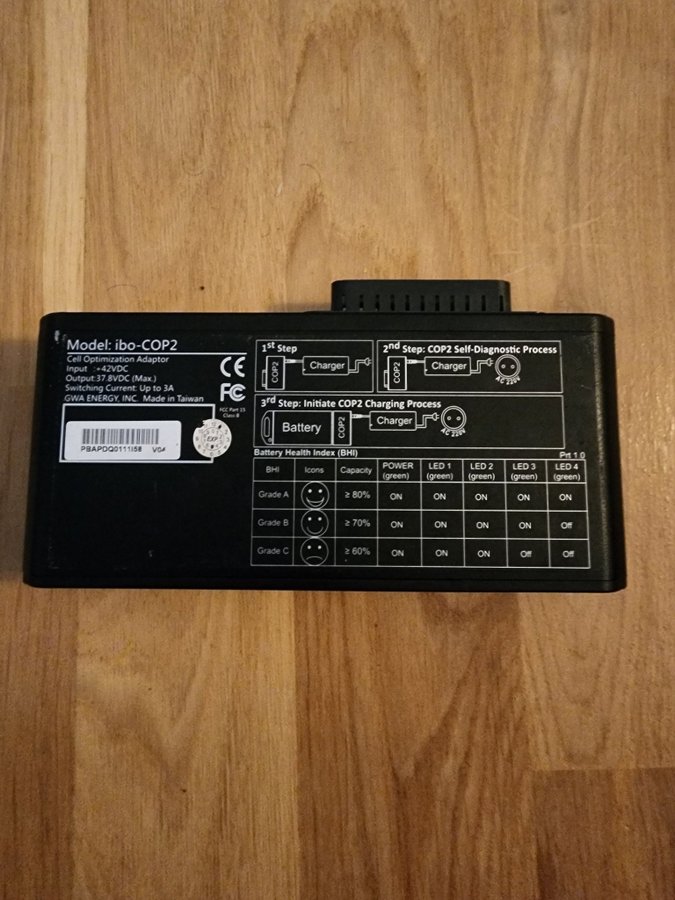 Model: ibo-COP2
Cell Optimization Adaptor
Input :+42VDC
Output:37.8VDC (Max.)
Switching Current: Up to 3A
GWA ENERGY, INC. Made in Taiwan
CE
FC
FCC Part 15
Class B
PBAPDQ0111I58 V0#
EXP.
1st Step
COP2
Charger
2nd Step: COP2 Self-Diagnostic Process
COP2
Charger
AC 220V
3rd Step: Initiate COP2 Charging Process
Battery
COP2
Charger
AC 220V
Battery Health Index (BHI) Prt 1.0
BHI Icons Capacity POWER (green) LED 1 (green) LED 2 (green) LED 3 (green) LED 4 (green)
Grade A ≥ 80% ON ON ON ON ON
Grade B ≥ 70% ON ON ON ON Off
Grade C ≥ 60% ON ON ON Off Off